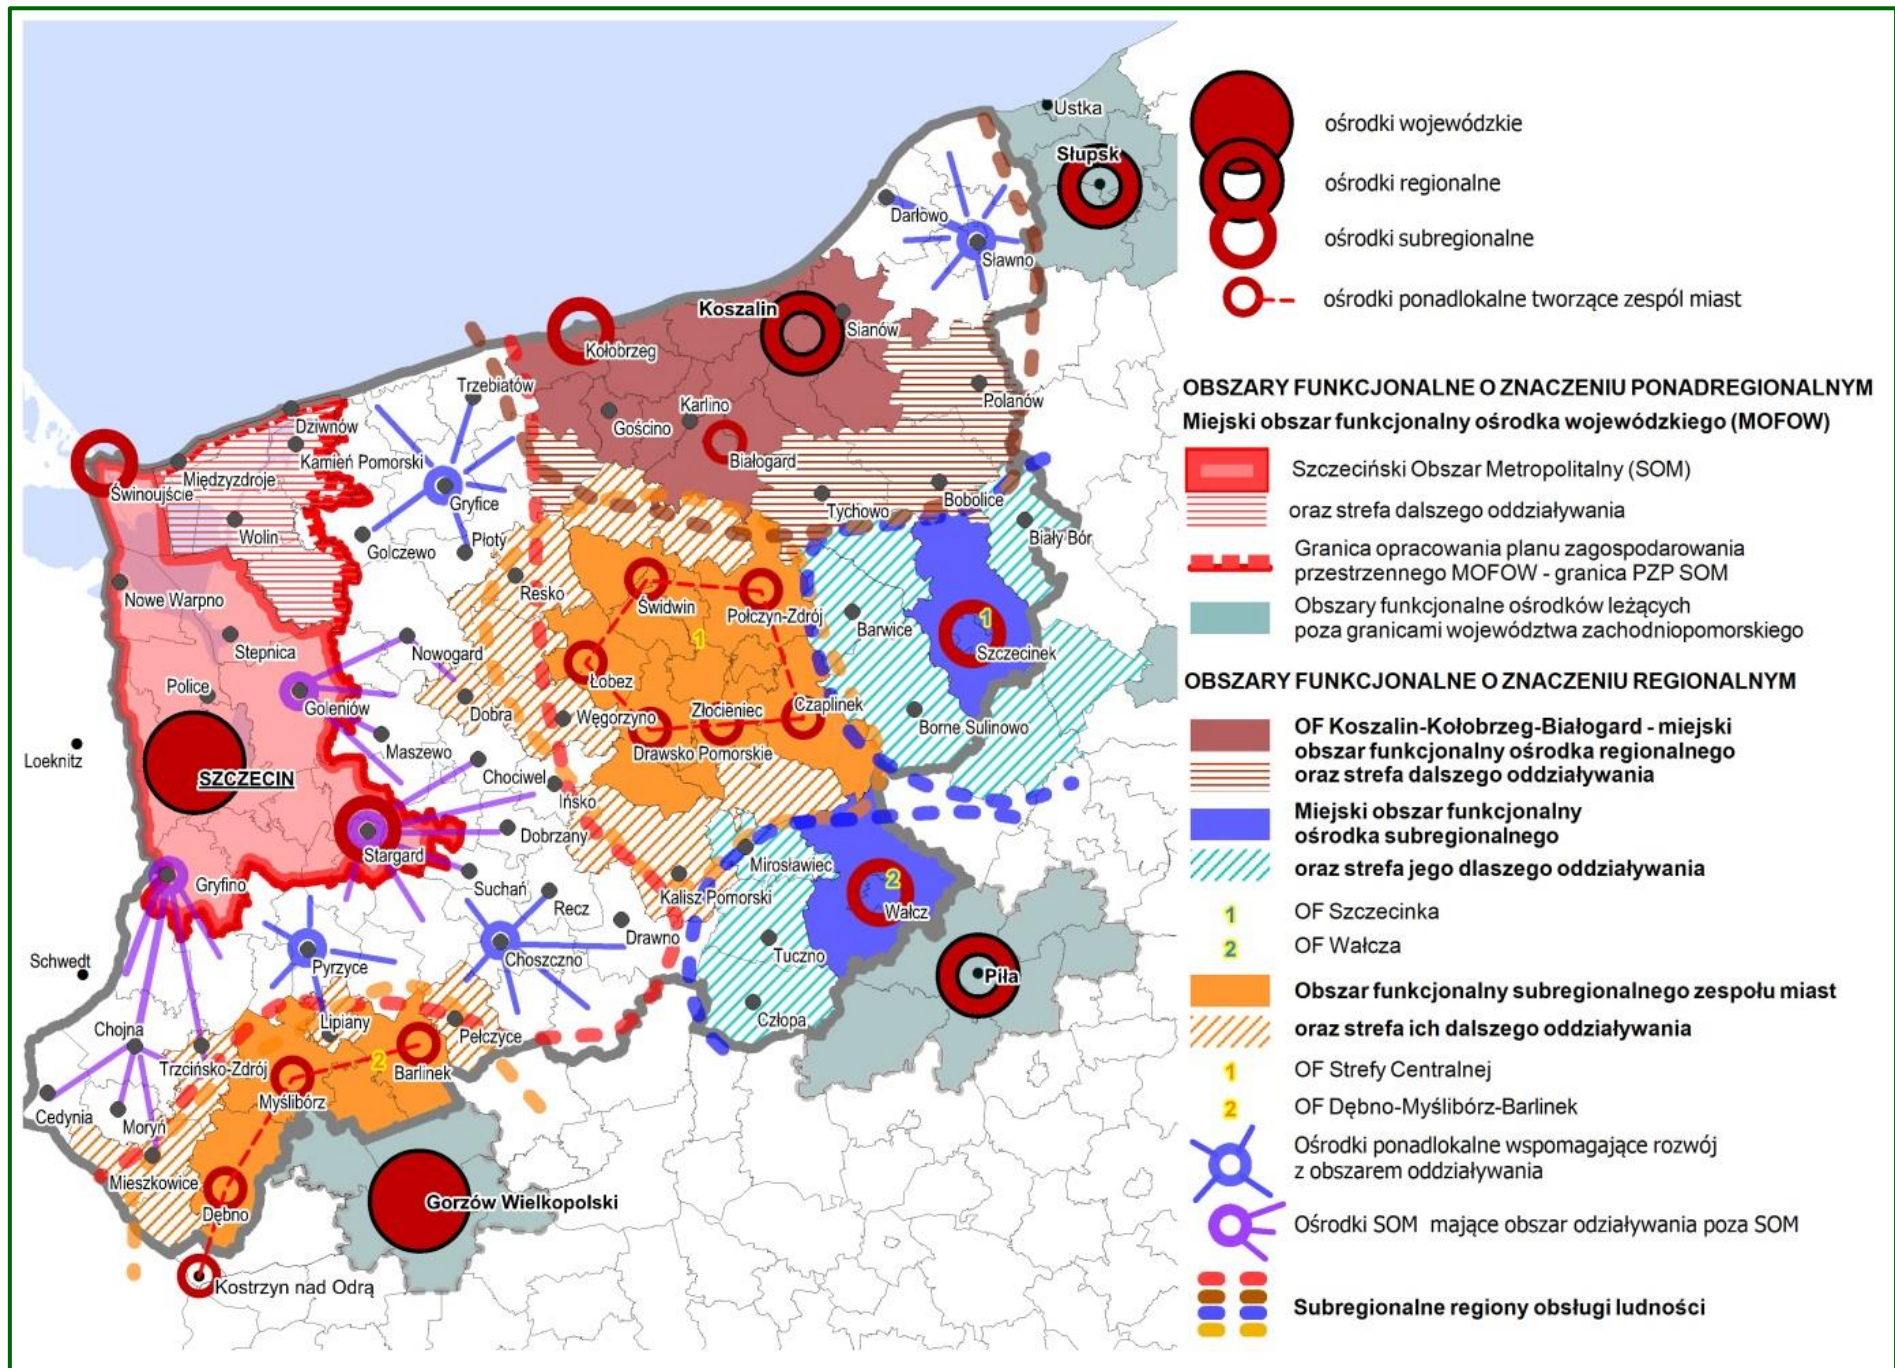 Ustka
Słupsk
Darłowo
Sławno
Koszalin
Sianów
Kołobrzeg
Trzebiatów
Karlino
Polanów
Gościno
Dziwnów
Białogard
Kamień Pomorski
Międzyzdroje
Świnoujście
Gryfice
Bobolice
Tychowo
Wolin
Golczewo
Płoty
Biały Bór
Nowe Warpno
Resko
Świdwin
Połczyn-Zdrój
1
1
Barwice
Stepnica
Nowogard
Szczecinek
Łobez
Police
Goleniów
Dobra
Węgorzyno
Złocieniec
Czaplinek
Borne Sulinowo
Maszewo
Drawsko Pomorskie
Loeknitz
SZCZECIN
Chociwel
Ińsko
Dobrzany
Stargard
Mirosławiec
Gryfino
Suchań
Kalisz Pomorski
2
Recz
Wałcz
Drawno
Schwedt
Pyrzyce
Choszczno
Tuczno
Piła
Człopa
Chojna
Lipiany
Pełczyce
Trzcińsko-Zdrój
2
Barlinek
Myślibórz
Cedynia
Moryń
Mieszkowice
Dębno
Gorzów Wielkopolski
Kostrzyn nad Odrą
ośrodki wojewódzkie
ośrodki regionalne
ośrodki subregionalne
ośrodki ponadlokalne tworzące zespól miast
OBSZARY FUNKCJONALNE O ZNACZENIU PONADREGIONALNYM
Miejski obszar funkcjonalny ośrodka wojewódzkiego (MOFOW)
Szczeciński Obszar Metropolitalny (SOM)
oraz strefa dalszego oddziaływania
Granica opracowania planu zagospodarowania
przestrzennego MOFOW - granica PZP SOM
Obszary funkcjonalne ośrodków leżących
poza granicami województwa zachodniopomorskiego
OBSZARY FUNKCJONALNE O ZNACZENIU REGIONALNYM
OF Koszalin-Kołobrzeg-Białogard - miejski
obszar funkcjonalny ośrodka regionalnego
oraz strefa dalszego oddziaływania
Miejski obszar funkcjonalny
ośrodka subregionalnego
oraz strefa jego dlaszego oddziaływania
1 OF Szczecinka
2 OF Wałcza
Obszar funkcjonalny subregionalnego zespołu miast
oraz strefa ich dalszego oddziaływania
1 OF Strefy Centralnej
2 OF Dębno-Myślibórz-Barlinek
Ośrodki ponadlokalne wspomagające rozwój
z obszarem oddziaływania
Ośrodki SOM mające obszar odziaływania poza SOM
Subregionalne regiony obsługi ludności